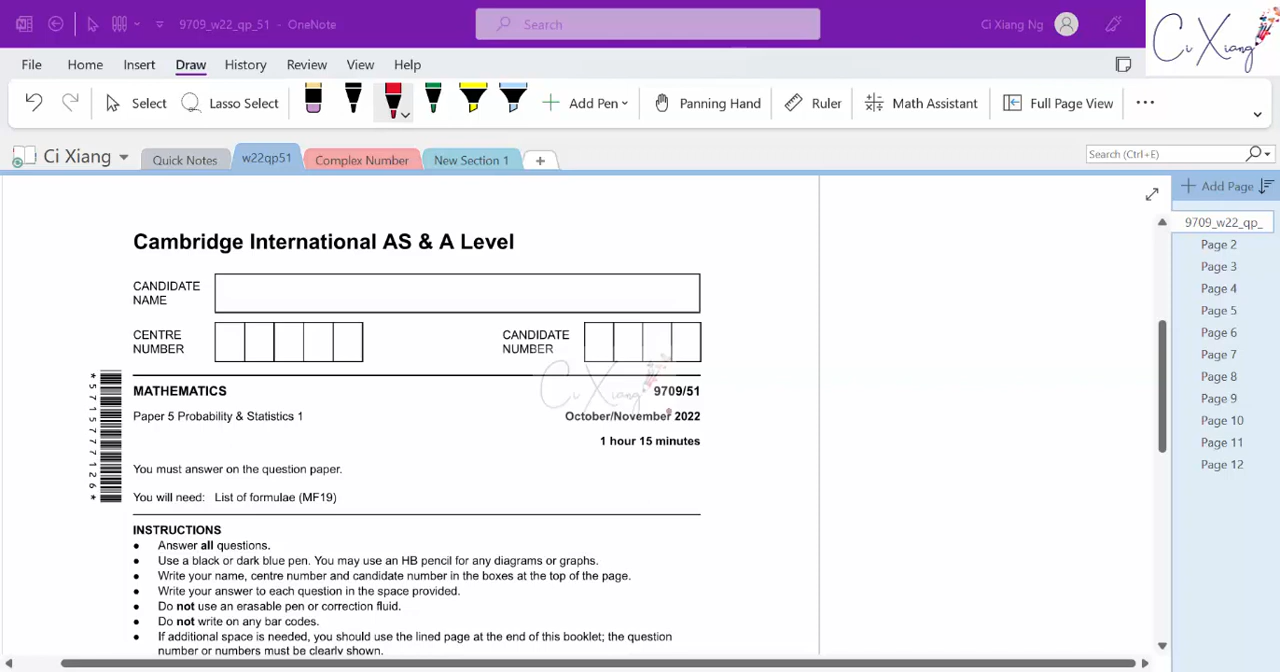 9709_w22_qp_51 - OneNote
Search
Ci Xiang Ng
Ci Xiang
File Home Insert Draw History Review View Help
Select Lasso Select Add Pen Panning Hand Ruler Math Assistant Full Page View
Ci Xiang Quick Notes w22qp51 Complex Number New Section 1 + Search (Ctrl+E)
Add Page
9709_w22_qp_
Page 2
Page 3
Page 4
Page 5
Page 6
Page 7
Page 8
Page 9
Page 10
Page 11
Page 12
Cambridge International AS & A Level
CANDIDATE
NAME
CENTRE
NUMBER
CANDIDATE
NUMBER
*5715777126*
MATHEMATICS 9709/51
Paper 5 Probability & Statistics 1 October/November 2022
1 hour 15 minutes
Ci Xiang
You must answer on the question paper.
You will need: List of formulae (MF19)
INSTRUCTIONS
● Answer all questions.
● Use a black or dark blue pen. You may use an HB pencil for any diagrams or graphs.
● Write your name, centre number and candidate number in the boxes at the top of the page.
● Write your answer to each question in the space provided.
● Do not use an erasable pen or correction fluid.
● Do not write on any bar codes.
● If additional space is needed, you should use the lined page at the end of this booklet; the question
number or numbers must be clearly shown.